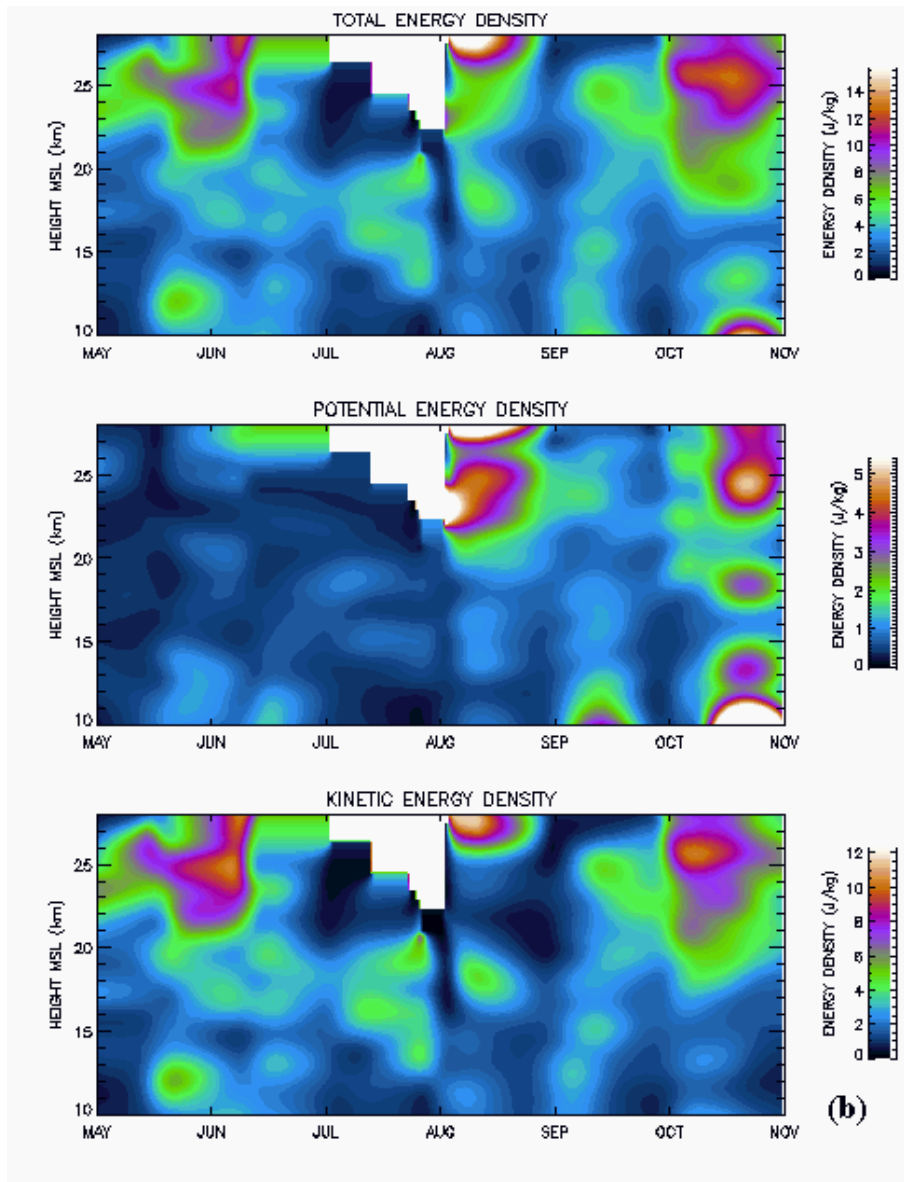 TOTAL ENERGY DENSITY
HEIGHT MSL (km)
25
20
15
10
MAY JUN JUL AUG SEP OCT NOV
ENERGY DENSITY (J/kg)
14
12
10
8
6
4
2
0
POTENTIAL ENERGY DENSITY
HEIGHT MSL (km)
25
20
15
10
MAY JUN JUL AUG SEP OCT NOV
ENERGY DENSITY (J/kg)
5
4
3
2
1
0
KINETIC ENERGY DENSITY
HEIGHT MSL (km)
25
20
15
10
MAY JUN JUL AUG SEP OCT NOV
ENERGY DENSITY (J/kg)
12
10
8
6
4
2
0
(b)